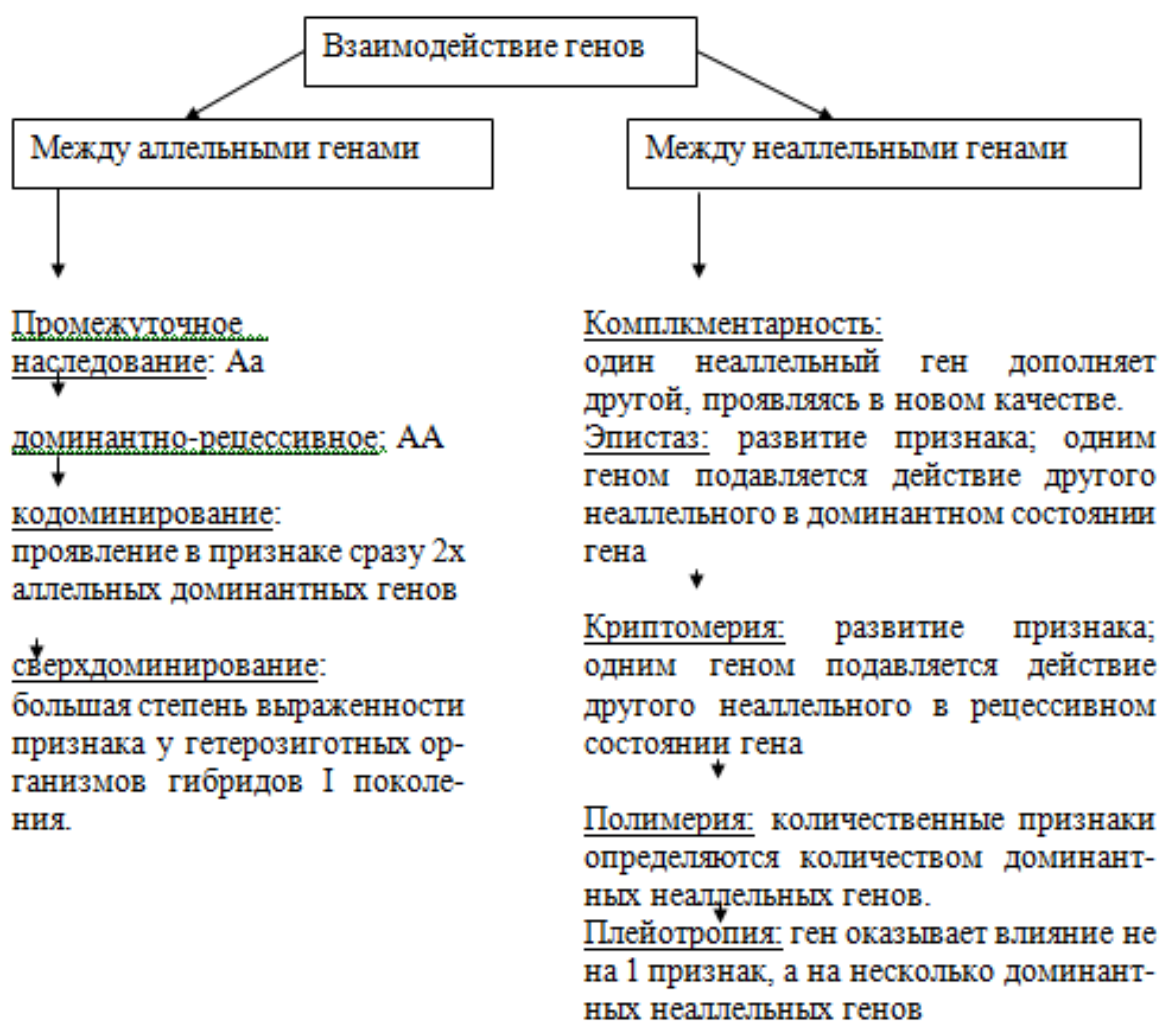 Взаимодействие генов
Между аллельными генами
Между неаллельными генами
Промежуточное
наследование: Аа
доминантно-рецессивное; АА
кодоминирование:
проявление в признаке сразу 2х
аллельных доминантных генов
сверхдоминирование:
большая степень выраженности
признака у гетерозиготных ор-
ганизмов гибридов I поколе-
ния.
Комплкментарность:
один неаллельный ген дополняет
другой, проявляясь в новом качестве.
Эпистаз: развитие признака; одним
геном подавляется действие другого
неаллельного в доминантном состоянии
гена
Криптомерия: развитие признака;
одним геном подавляется действие
другого неаллельного в рецессивном
состоянии гена
Полимерия: количественные признаки
определяются количеством доминант-
ных неаллельных генов.
Плейотропия: ген оказывает влияние не
на 1 признак, а на несколько доминант-
ных неаллельных генов